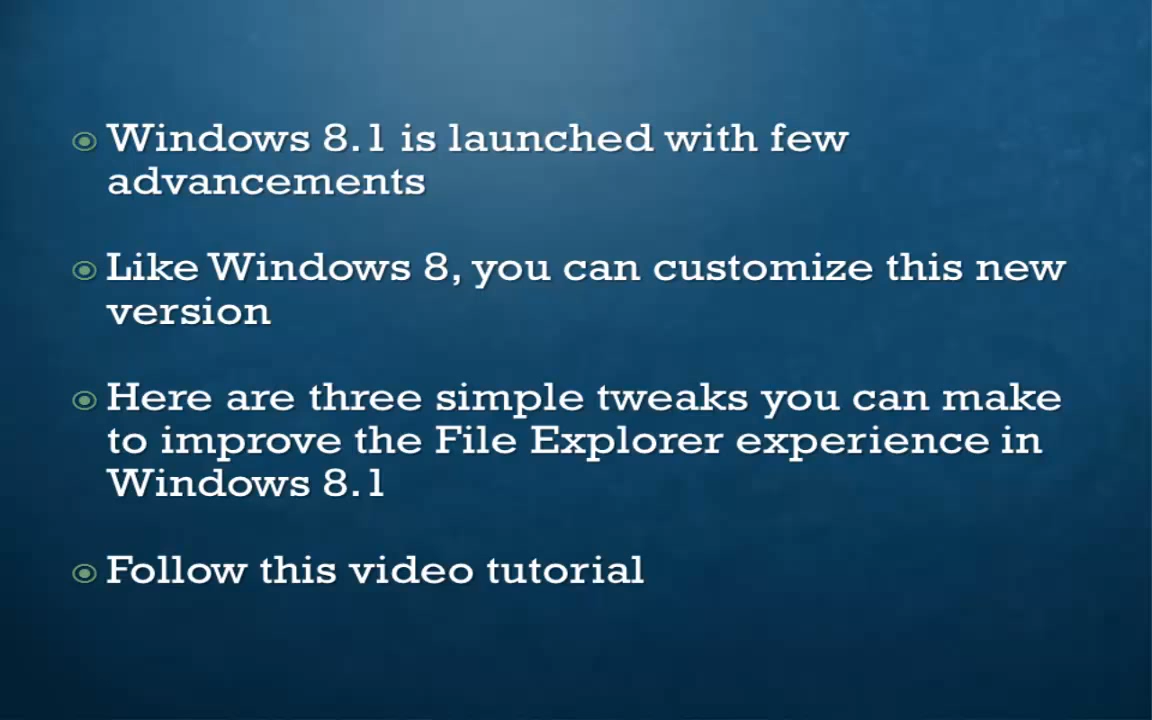 Windows 8.1 is launched with few
advancements
Like Windows 8, you can customize this new
version
Here are three simple tweaks you can make
to improve the File Explorer experience in
Windows 8.1
Follow this video tutorial